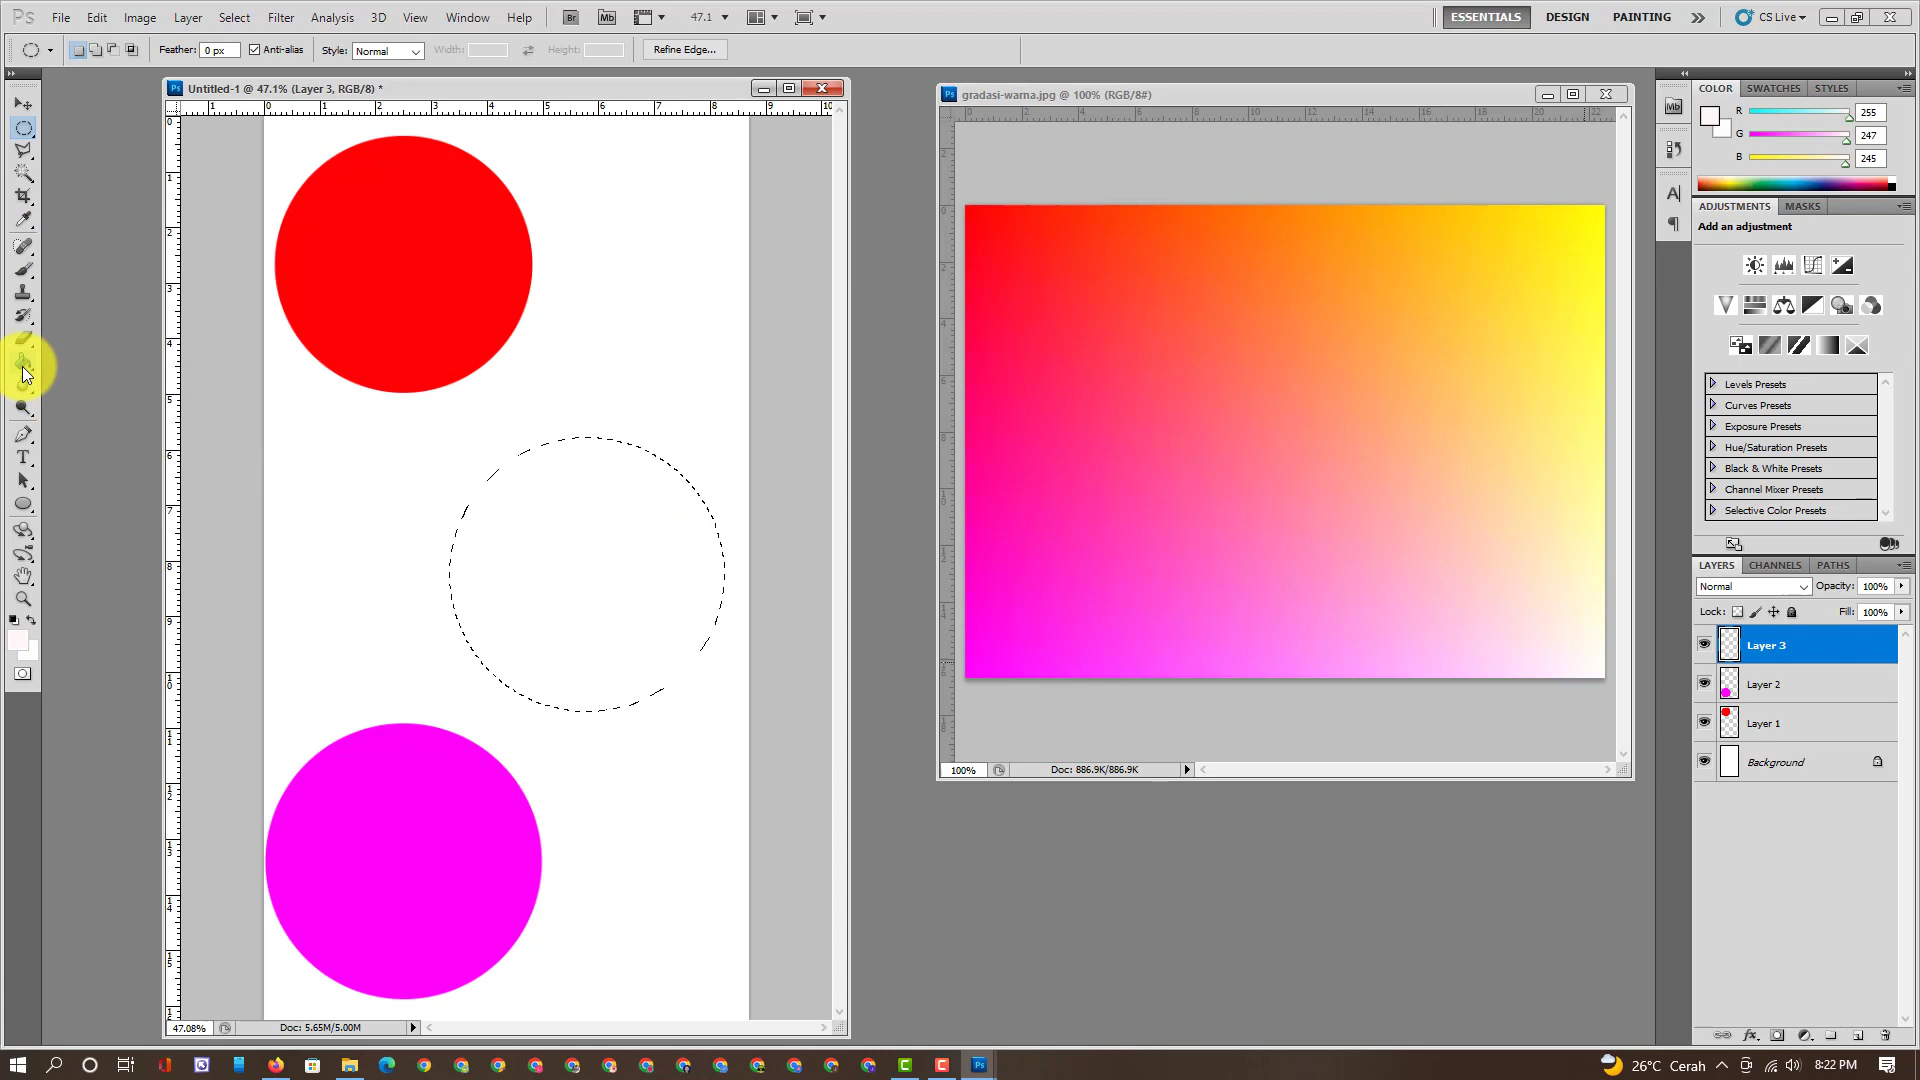 Ps File Edit Image Layer Select Filter Analysis 3D View Window Help Br Mb 47.1 ESSENTIALS DESIGN PAINTING CS Live
Feather: 0 px Anti-alias Style: Normal Width: Height: Refine Edge...
Untitled-1 @ 47.1% (Layer 3, RGB/8) *
gradasi-warna.jpg @ 100% (RGB/8#)
COLOR SWATCHES STYLES
R 255
G 247
B 245
ADJUSTMENTS MASKS
Add an adjustment
Levels Presets
Curves Presets
Exposure Presets
Hue/Saturation Presets
Black & White Presets
Channel Mixer Presets
Selective Color Presets
LAYERS CHANNELS PATHS
Normal Opacity: 100%
Lock: Fill: 100%
Layer 3
Layer 2
Layer 1
Background
100% Doc: 886.9K/886.9K
47.08% Doc: 5.65M/5.00M
26°C Cerah 8:22 PM